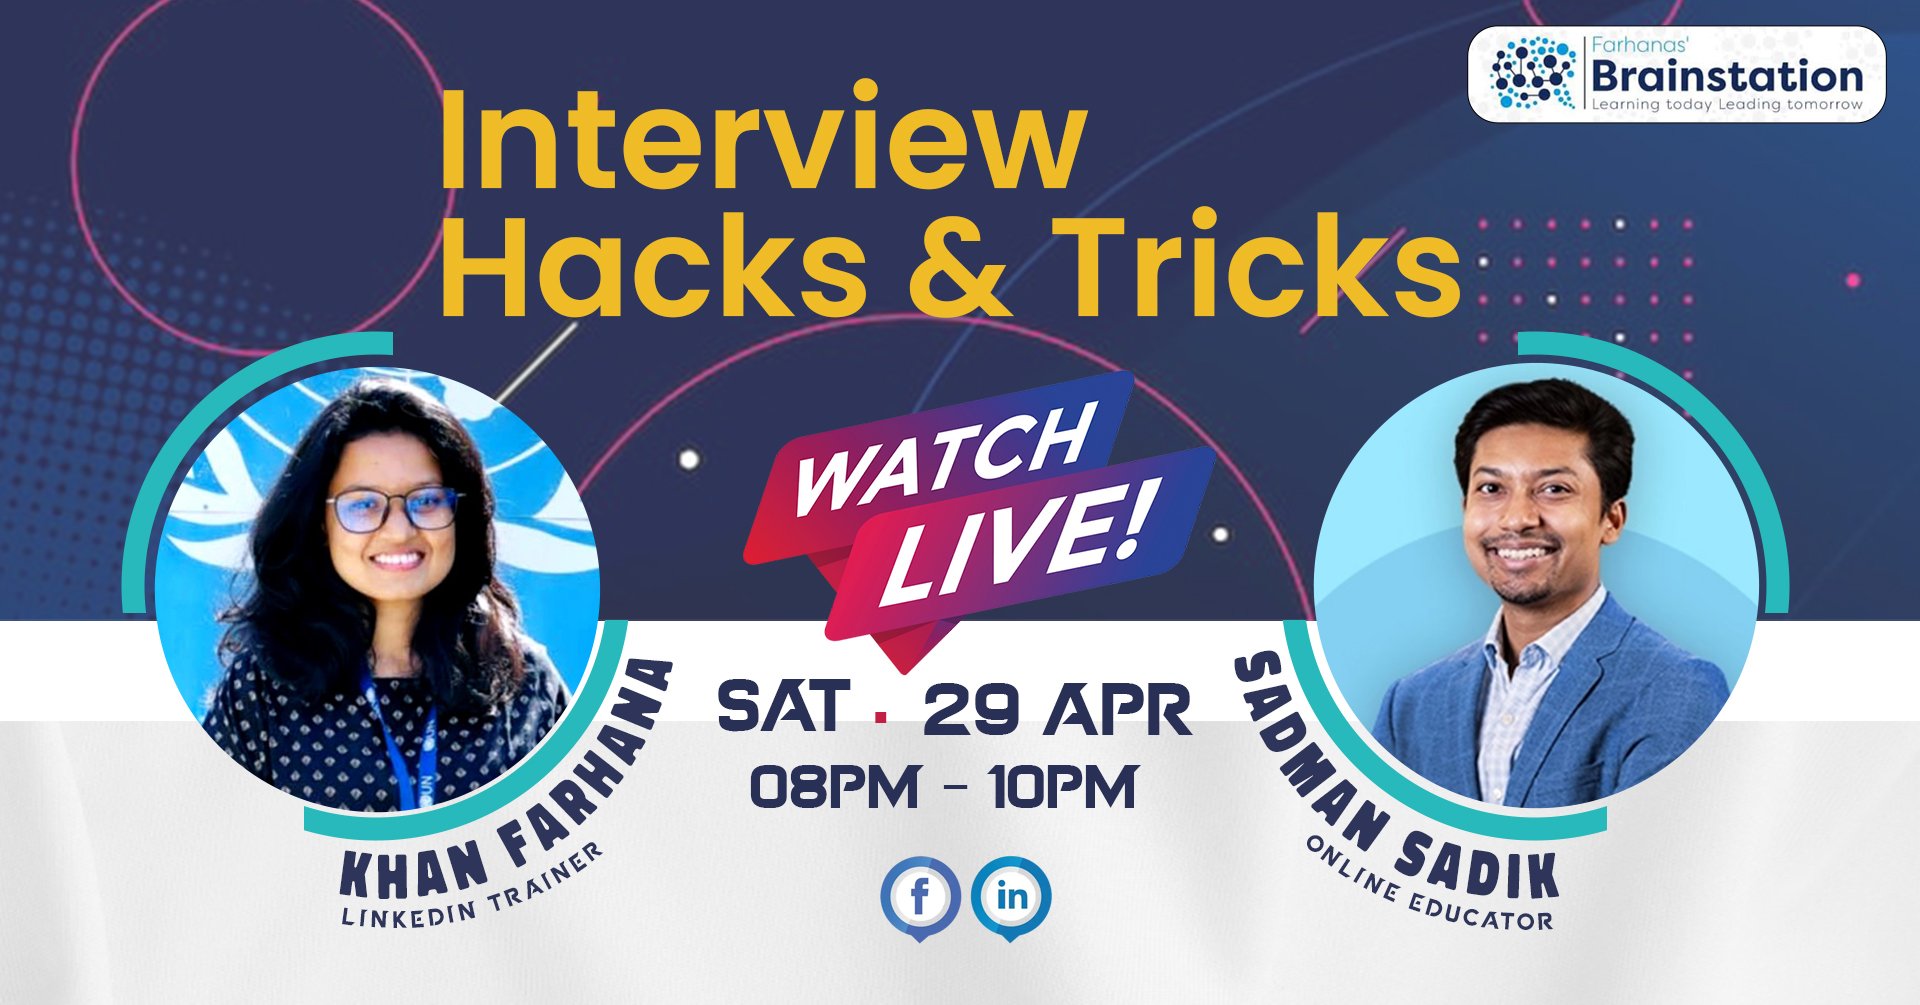 Farhanas'
Brainstation
Learning today Leading tomorrow
Interview
Hacks & Tricks
WATCH
LIVE!
SAT . 29 APR
08PM - 10PM
KHAN FARHANA
LINKEDIN TRAINER
SADMAN SADIK
ONLINE EDUCATOR
f
in
UN